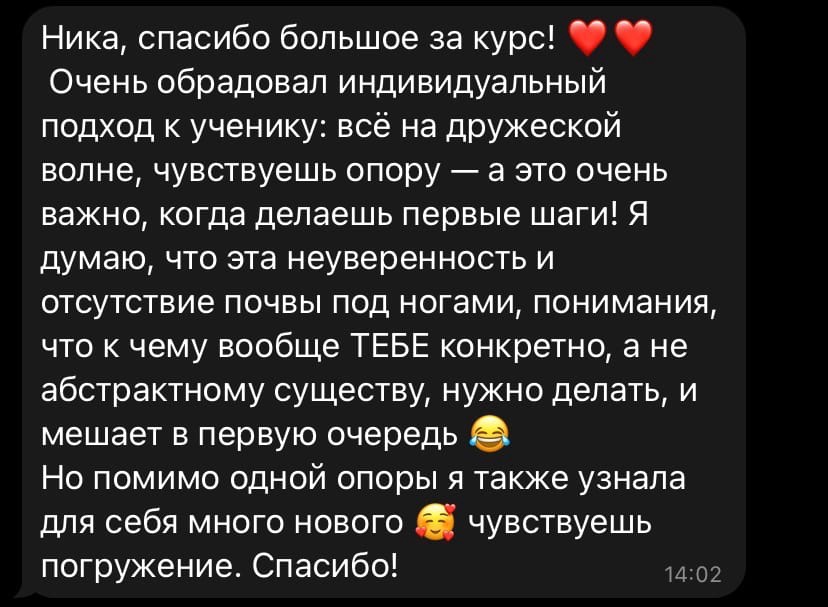 Ника, спасибо большое за курс! ❤️❤️
Очень обрадовал индивидуальный
подход к ученику: всё на дружеской
волне, чувствуешь опору — а это очень
важно, когда делаешь первые шаги! Я
думаю, что эта неуверенность и
отсутствие почвы под ногами, понимания,
что к чему вообще ТЕБЕ конкретно, а не
абстрактному существу, нужно делать, и
мешает в первую очередь 😂
Но помимо одной опоры я также узнала
для себя много нового 🥰 чувствуешь
погружение. Спасибо!
14:02